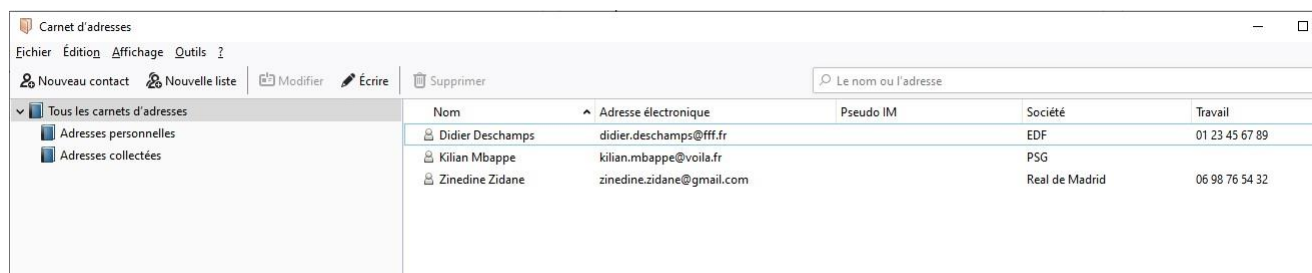 Carnet d'adresses
Fichier Édition Affichage Outils ?
Nouveau contact Nouvelle liste Modifier Écrire Supprimer Le nom ou l'adresse
Tous les carnets d'adresses
Adresses personnelles
Adresses collectées
Nom Adresse électronique Pseudo IM Société Travail
Didier Deschamps didier.deschamps@fff.fr EDF 01 23 45 67 89
Kilian Mbappe kilian.mbappe@voila.fr PSG
Zinedine Zidane zinedine.zidane@gmail.com Real de Madrid 06 98 76 54 32